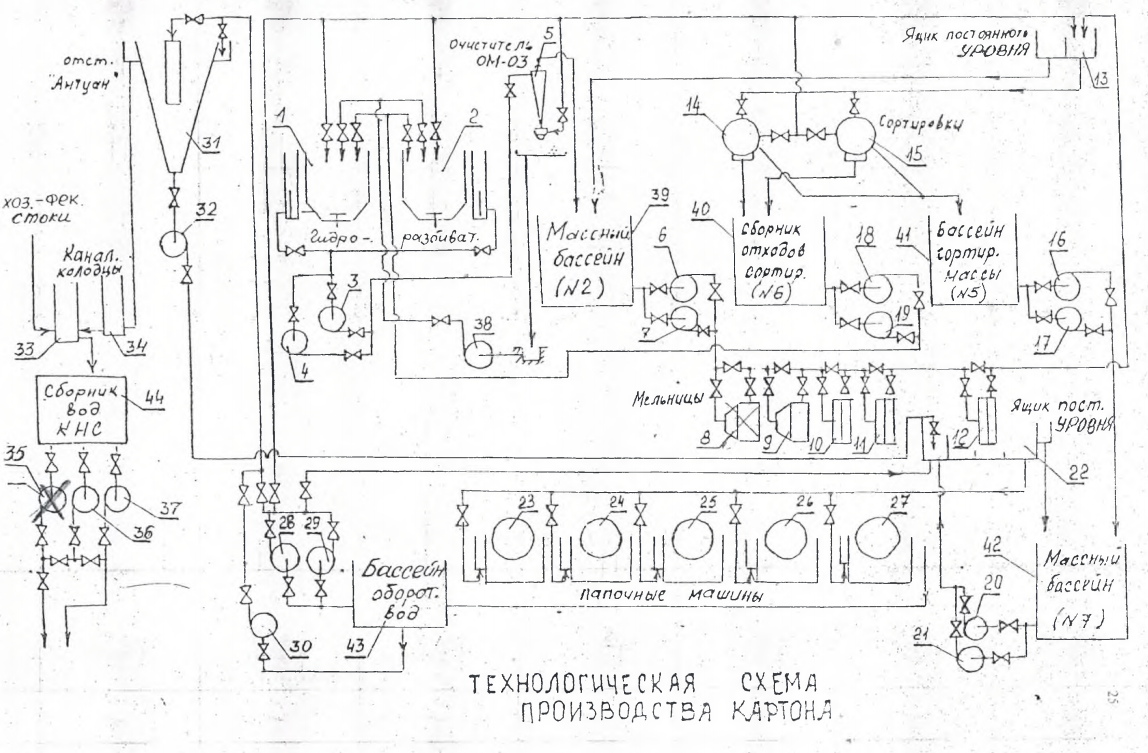 отст.
"Антуан"
31
32
хоз.-фек.
стоки
Канал.
колодцы
33
34
Сборник
вод
КНС
44
35
36
37
1
2
гидро-
разбиват.
3
4
38
Очиститель
ОМ-03
5
Массный
бассейн
(N2)
39
6
7
Ящик постоянного
УРОВНЯ
13
14
Сортировки
15
40
Сборник
отходов
сортир.
(N6)
18
19
41
Бассейн
сортир.
массы
(N5)
16
17
Мельницы
8
9
10
11
12
Ящик пост.
УРОВНЯ
22
23
24
25
26
27
папочные машины
28
29
30
Бассейн
оборот.
вод
43
42
Массный
бассейн
(N7)
20
21
ТЕХНОЛОГИЧЕСКАЯ СХЕМА
ПРОИЗВОДСТВА КАРТОНА
25